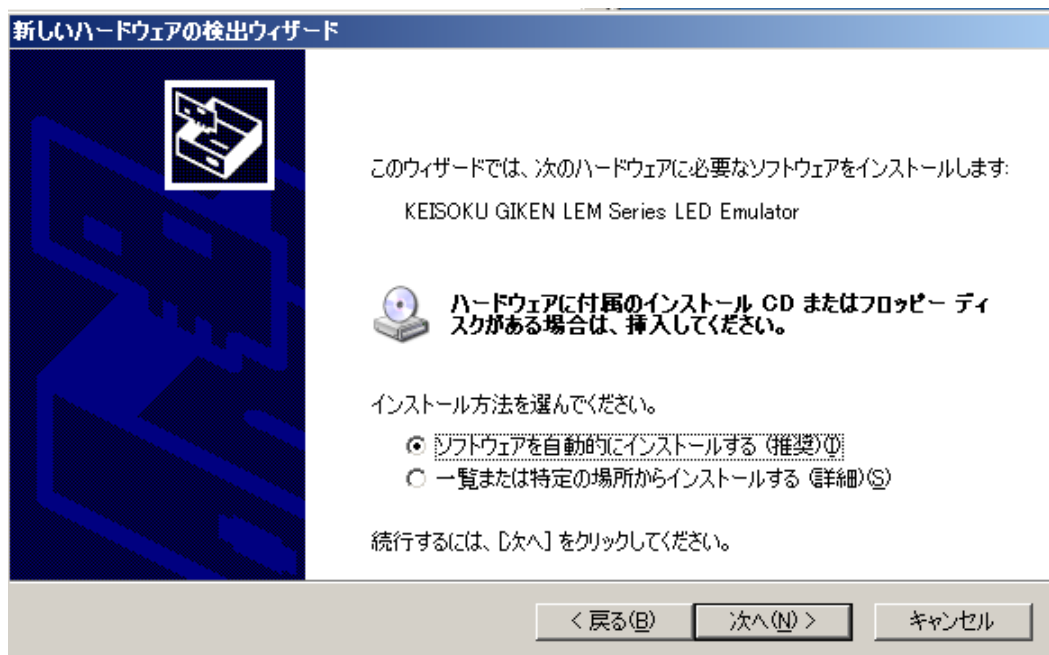 新しいハードウェアの検出ウィザード
このウィザードでは、次のハードウェアに必要なソフトウェアをインストールします:
KEISOKU GIKEN LEM Series LED Emulator
ハードウェアに付属のインストール CD またはフロッピー ディ
スクがある場合は、挿入してください。
インストール方法を選んでください。
ソフトウェアを自動的にインストールする (推奨)(I)
一覧または特定の場所からインストールする (詳細)(S)
続行するには、[次へ] をクリックしてください。
< 戻る(B) 次へ(N) > キャンセル